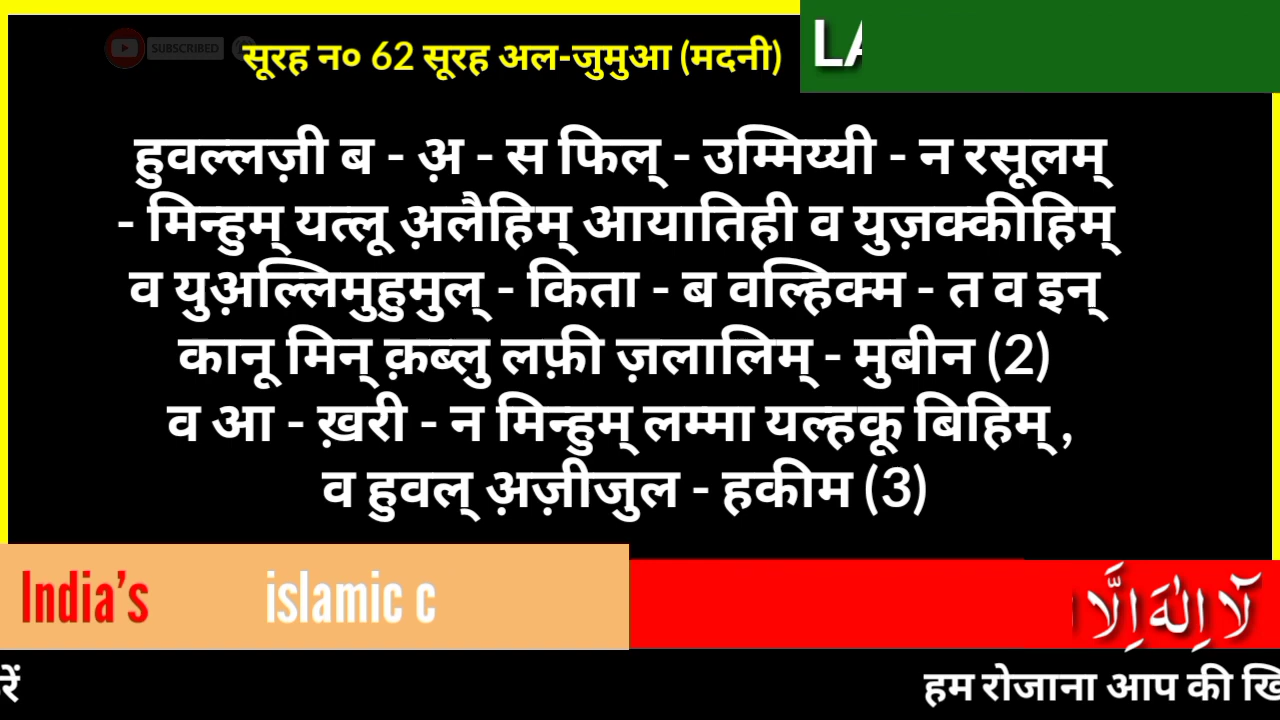 SUBSCRIBED
सूरह न० 62 सूरह अल-जुमुआ (मदनी)
हुवल्लज़ी ब - अ़ - स फिल् - उम्मिय्यी - न रसूलम्
- मिन्हुम् यत्लू अ़लैहिम् आयातिही व युज़क्कीहिम्
व युअ़ल्लिमुहुमुल् - किता - ब वल्हिक्म - त व इन्
कानू मिन् क़ब्लु लफ़ी ज़लालिम् - मुबीन (2)
व आ - ख़री - न मिन्हुम् लम्मा यल्हकू बिहिम् ,
व हुवल् अ़ज़ीजुल - हकीम (3)
India's islamic c
لَآ اِلٰهَ اِلَّا
हम रोजाना आप की